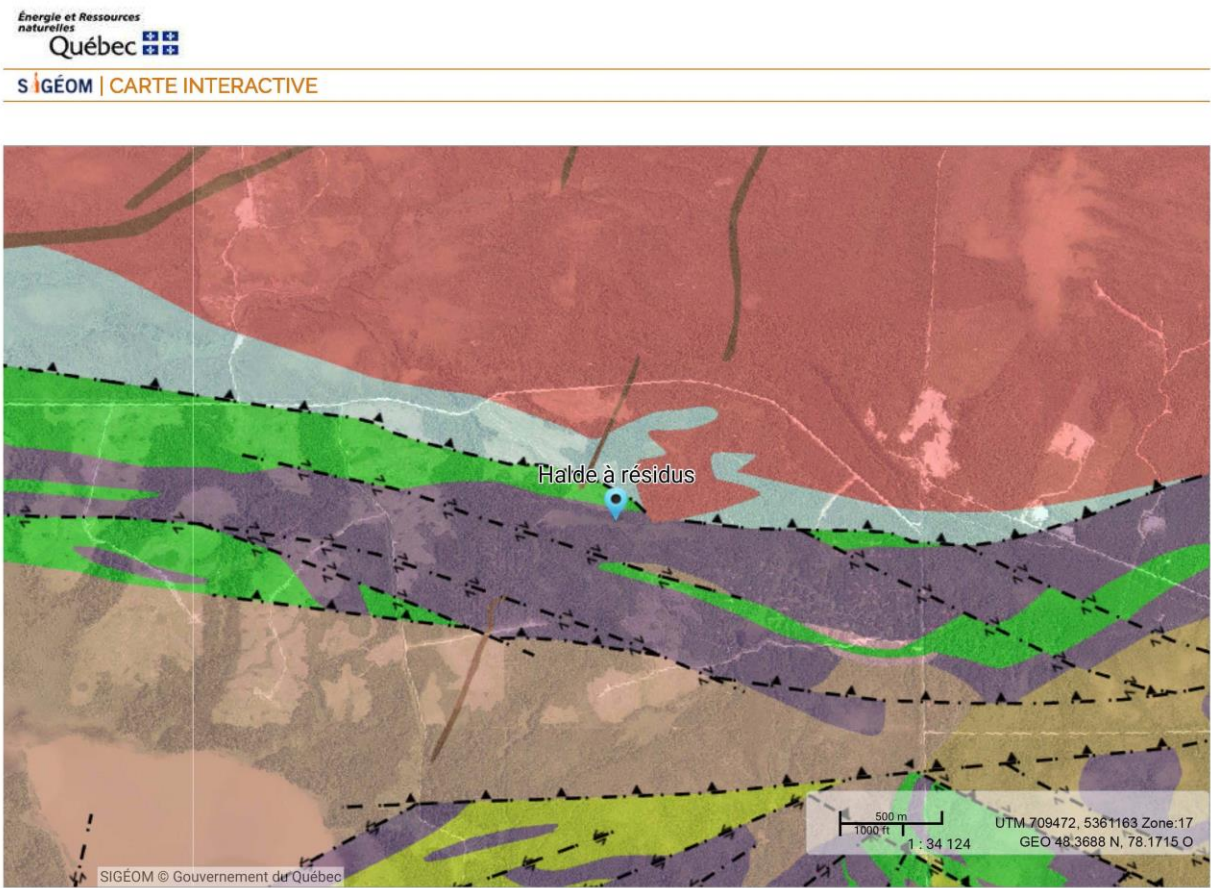 Énergie et Ressources
naturelles
Québec
SIGÉOM | CARTE INTERACTIVE
Halde à résidus
500 m
1000 ft
1 : 34 124
UTM 709472, 5361163 Zone:17
GEO 48.3688 N, 78.1715 O
SIGÉOM © Gouvernement du Québec